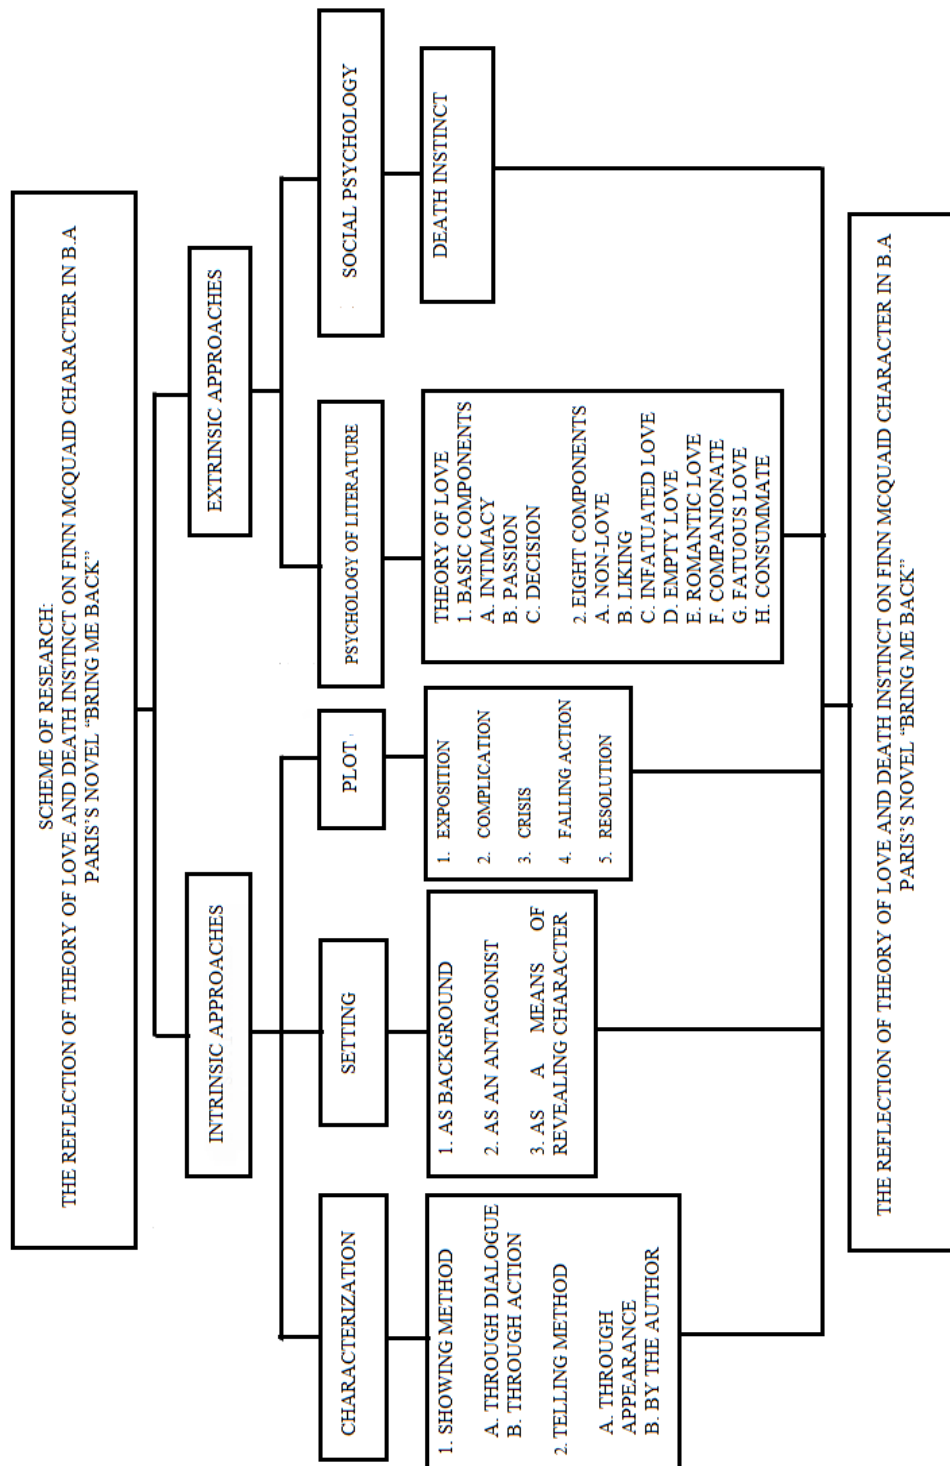 SCHEME OF RESEARCH:
THE REFLECTION OF THEORY OF LOVE AND DEATH INSTINCT ON FINN MCQUAID CHARACTER IN B.A
PARIS'S NOVEL "BRING ME BACK"
INTRINSIC APPROACHES
EXTRINSIC APPROACHES
CHARACTERIZATION
SETTING
PLOT
PSYCHOLOGY OF LITERATURE
SOCIAL PSYCHOLOGY
1. SHOWING METHOD
A. THROUGH DIALOGUE
B. THROUGH ACTION
2. TELLING METHOD
A. THROUGH
APPEARANCE
B. BY THE AUTHOR
1. AS BACKGROUND
2. AS AN ANTAGONIST
3. AS A MEANS OF
REVEALING CHARACTER
1. EXPOSITION
2. COMPLICATION
3. CRISIS
4. FALLING ACTION
5. RESOLUTION
THEORY OF LOVE
1. BASIC COMPONENTS
A. INTIMACY
B. PASSION
C. DECISION
2. EIGHT COMPONENTS
A. NON-LOVE
B. LIKING
C. INFATUATED LOVE
D. EMPTY LOVE
E. ROMANTIC LOVE
F. COMPANIONATE
G. FATUOUS LOVE
H. CONSUMMATE
DEATH INSTINCT
THE REFLECTION OF THEORY OF LOVE AND DEATH INSTINCT ON FINN MCQUAID CHARACTER IN B.A
PARIS'S NOVEL "BRING ME BACK"